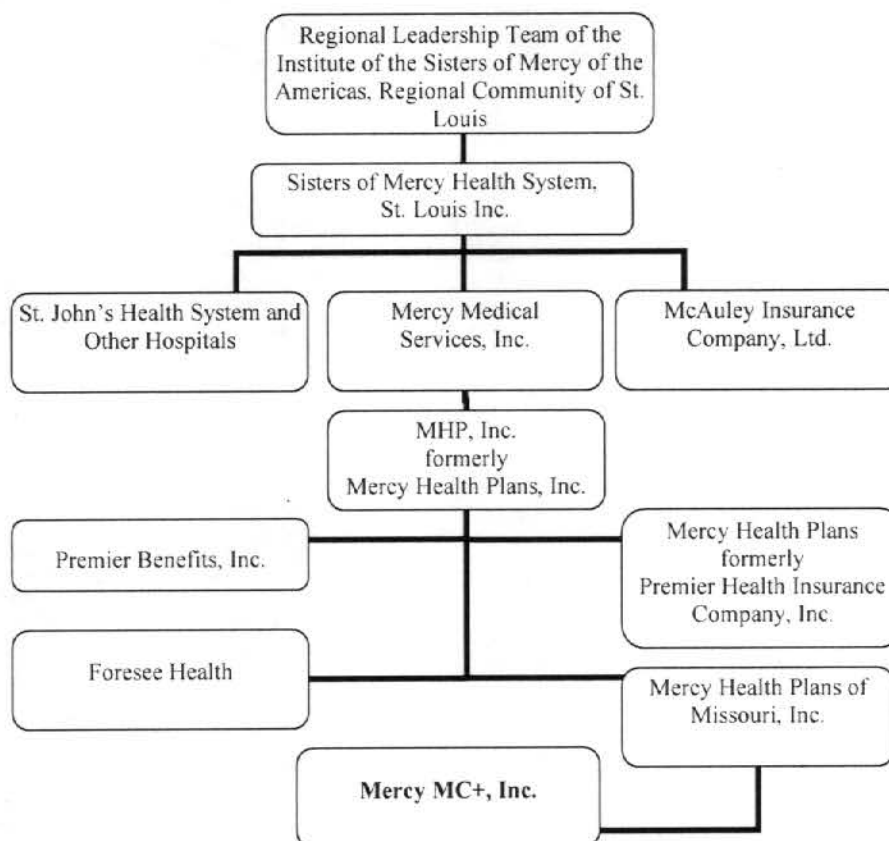 Regional Leadership Team of the
Institute of the Sisters of Mercy of the
Americas, Regional Community of St.
Louis
Sisters of Mercy Health System,
St. Louis Inc.
St. John's Health System and
Other Hospitals
Mercy Medical
Services, Inc.
McAuley Insurance
Company, Ltd.
MHP, Inc.
formerly
Mercy Health Plans, Inc.
Premier Benefits, Inc.
Mercy Health Plans
formerly
Premier Health Insurance
Company, Inc.
Foresee Health
Mercy Health Plans of
Missouri, Inc.
Mercy MC+, Inc.